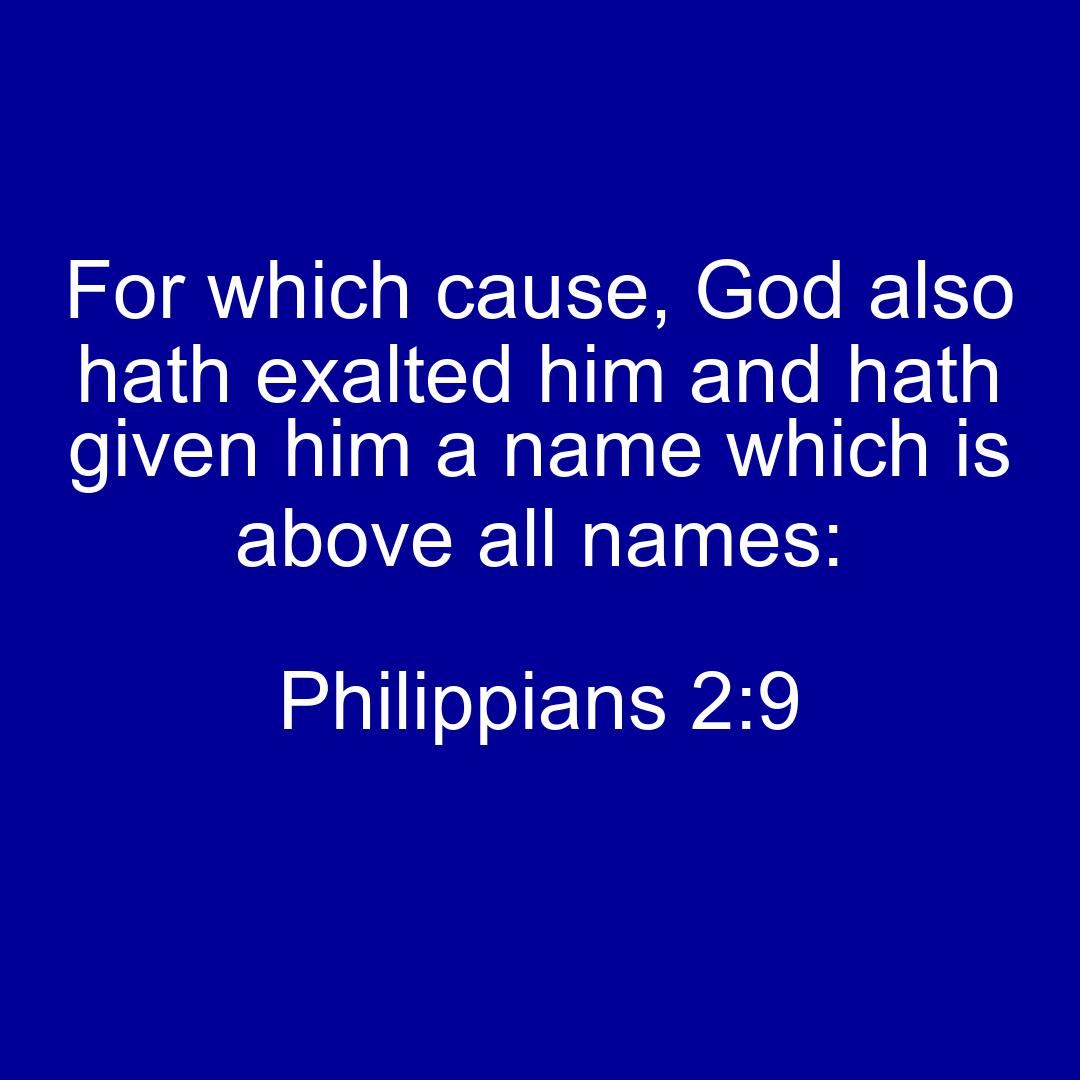 For which cause, God also
hath exalted him and hath
given him a name which is
above all names:
Philippians 2:9